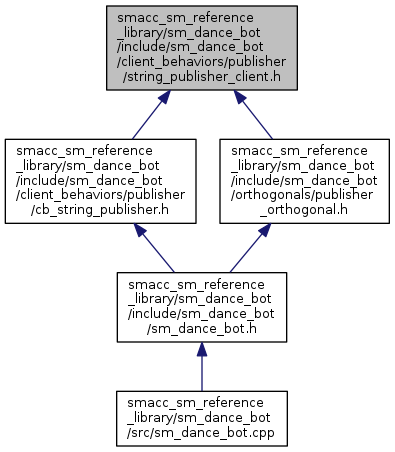 smacc_sm_reference
_library/sm_dance_bot
/include/sm_dance_bot
/client_behaviors/publisher
/string_publisher_client.h
smacc_sm_reference
_library/sm_dance_bot
/include/sm_dance_bot
/client_behaviors/publisher
/cb_string_publisher.h
smacc_sm_reference
_library/sm_dance_bot
/include/sm_dance_bot
/orthogonals/publisher
_orthogonal.h
smacc_sm_reference
_library/sm_dance_bot
/include/sm_dance_bot
/sm_dance_bot.h
smacc_sm_reference
_library/sm_dance_bot
/src/sm_dance_bot.cpp